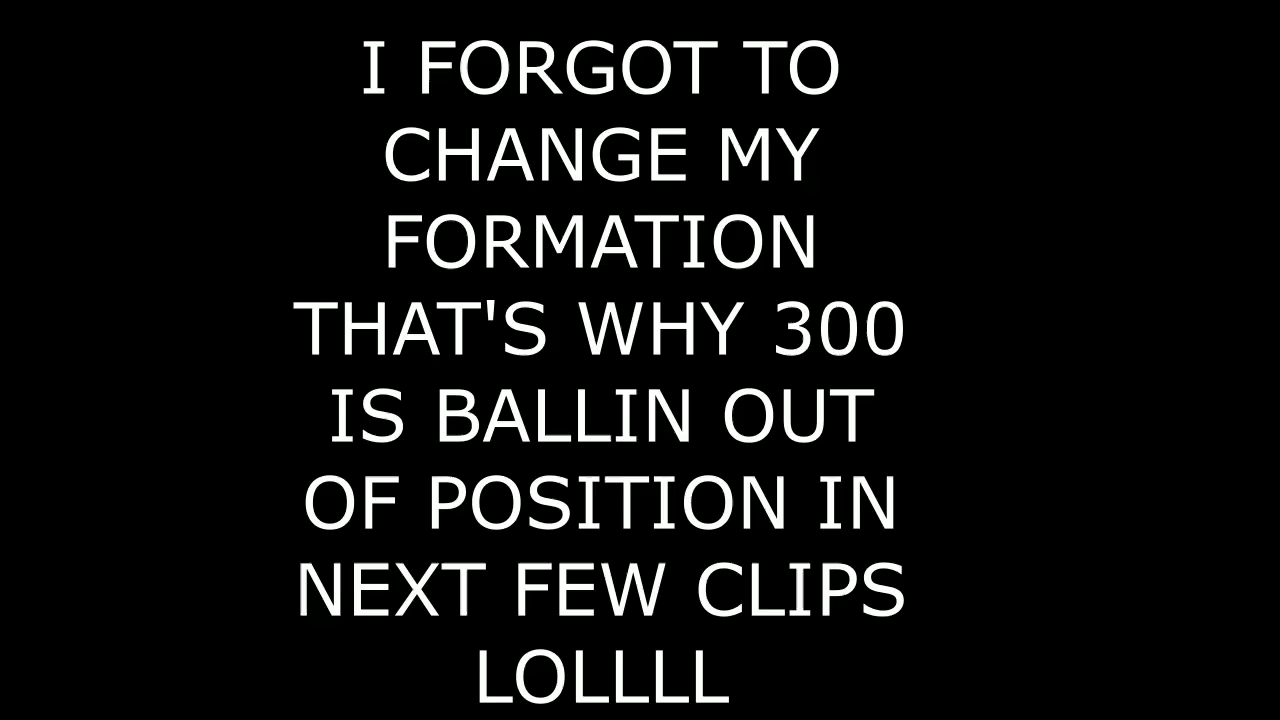 I FORGOT TO
CHANGE MY
FORMATION
THAT'S WHY 300
IS BALLIN OUT
OF POSITION IN
NEXT FEW CLIPS
LOLLLL